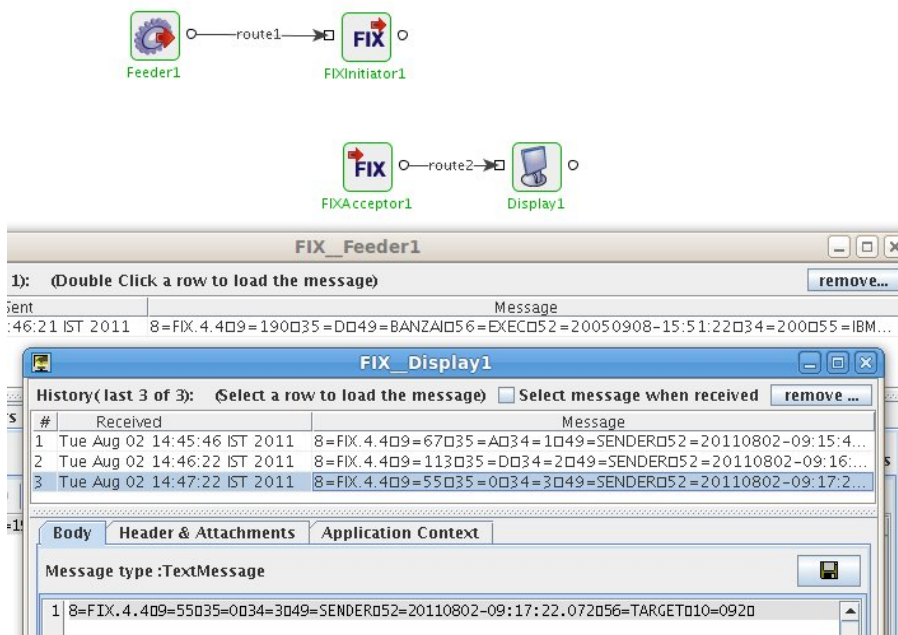 route1
FIX
Feeder1
FIXInitiator1
FIX
route2
FIXAcceptor1
Display1
FIX__Feeder1
1): (Double Click a row to load the message) remove...
Sent Message
:46:21 IST 2011 8=FIX.4.4□9=190□35=D□49=BANZAI□56=EXEC□52=20050908-15:51:22□34=200□55=IBM...
FIX__Display1
History( last 3 of 3): (Select a row to load the message) Select message when received remove ...
# Received Message
1 Tue Aug 02 14:45:46 IST 2011 8=FIX.4.4□9=67□35=A□34=1□49=SENDER□52=20110802-09:15:4...
2 Tue Aug 02 14:46:22 IST 2011 8=FIX.4.4□9=113□35=D□34=2□49=SENDER□52=20110802-09:16:...
3 Tue Aug 02 14:47:22 IST 2011 8=FIX.4.4□9=55□35=0□34=3□49=SENDER□52=20110802-09:17:2...
Body Header & Attachments Application Context
Message type :TextMessage
1 8=FIX.4.4□9=55□35=0□34=3□49=SENDER□52=20110802-09:17:22.072□56=TARGET□10=092□